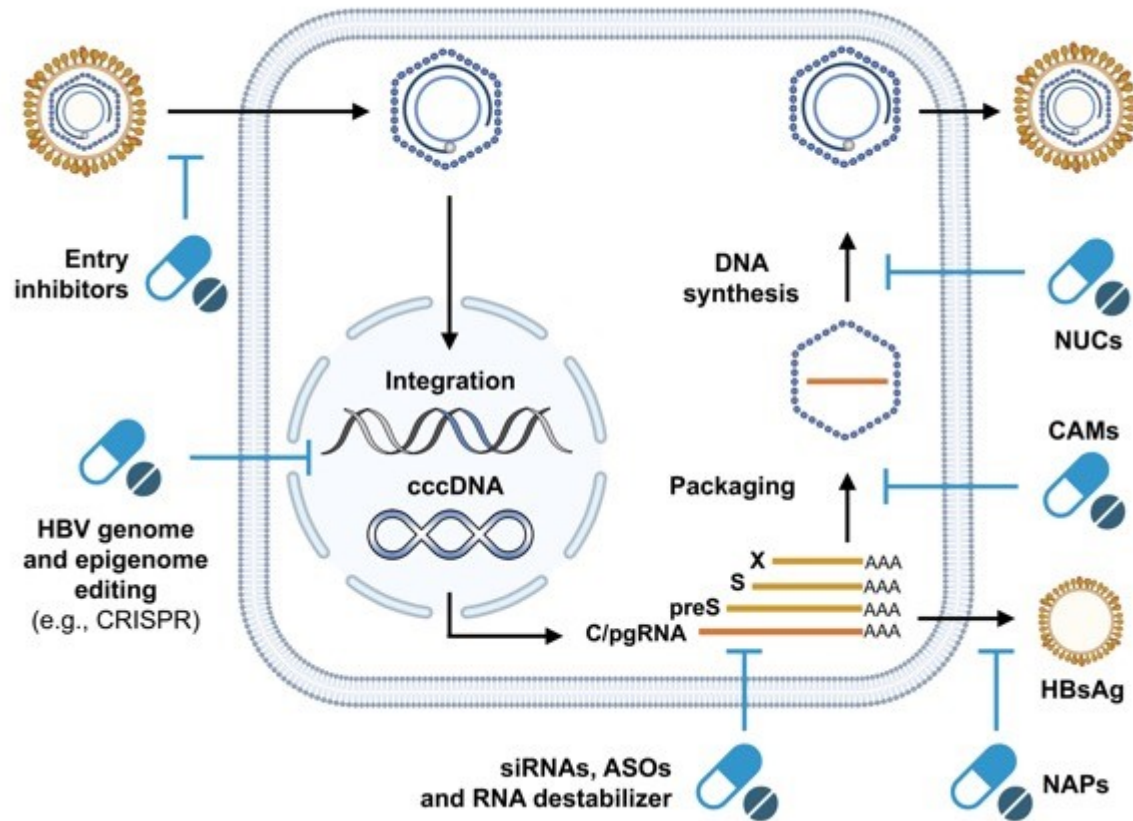 Entry
inhibitors
DNA
synthesis
NUCs
Integration
cccDNA
CAMs
Packaging
HBV genome
and epigenome
editing
(e.g., CRISPR)
X AAA
S AAA
preS AAA
C/pgRNA AAA
HBsAg
siRNAs, ASOs
and RNA destabilizer
NAPs